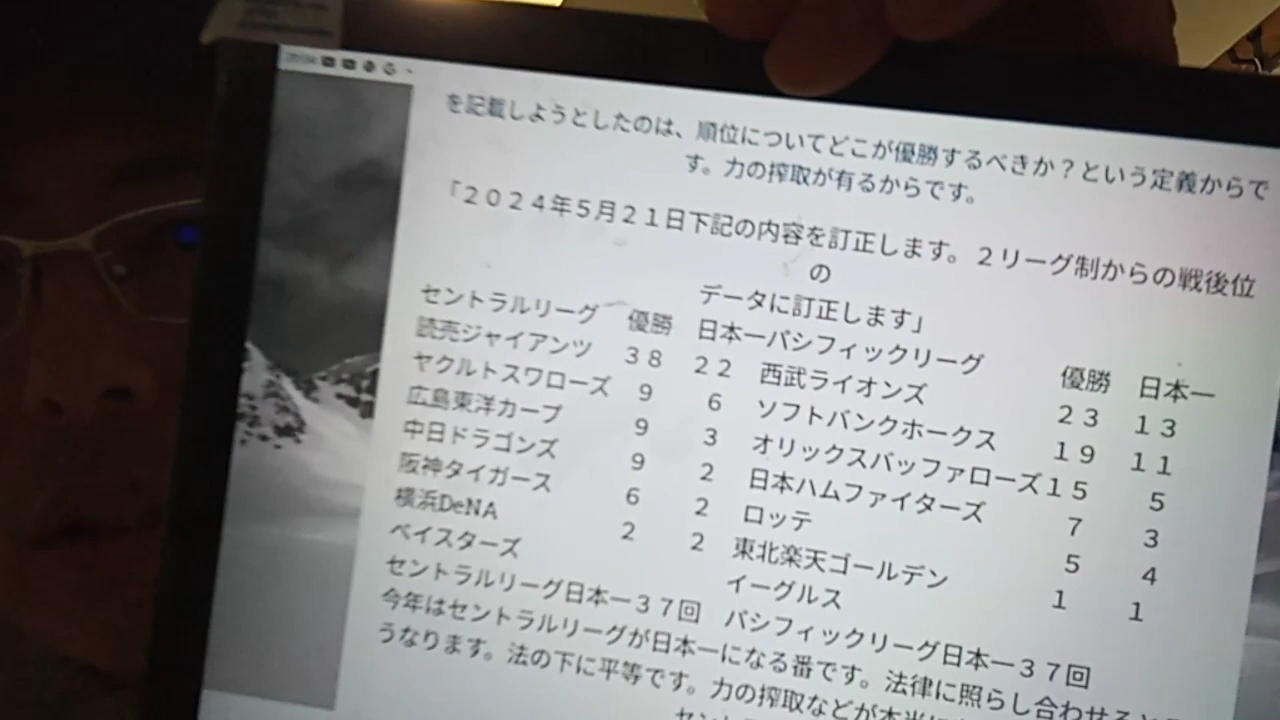 を記載しようとしたのは、順位についてどこが優勝するべきか？という定義からで
す。力の搾取が有るからです。
「２０２４年５月２１日下記の内容を訂正します。２リーグ制からの戦後位
の
データに訂正します」
セントラルリーグ 優勝 日本一パシフィックリーグ 優勝 日本一
読売ジャイアンツ ３８ ２２ 西武ライオンズ ２３ １３
ヤクルトスワローズ ９ ６ ソフトバンクホークス １９ １１
広島東洋カープ ９ ３ オリックスバッファローズ１５ ５
中日ドラゴンズ ９ ２ 日本ハムファイターズ ７ ３
阪神タイガース ６ ２ ロッテ ５ ４
横浜DeNA ２ ２ 東北楽天ゴールデン １ １
ベイスターズ イーグルス
セントラルリーグ日本一３７回 パシフィックリーグ日本一３７回
今年はセントラルリーグが日本一になる番です。法律に照らし合わせると
うなります。法の下に平等です。力の搾取などが本当に